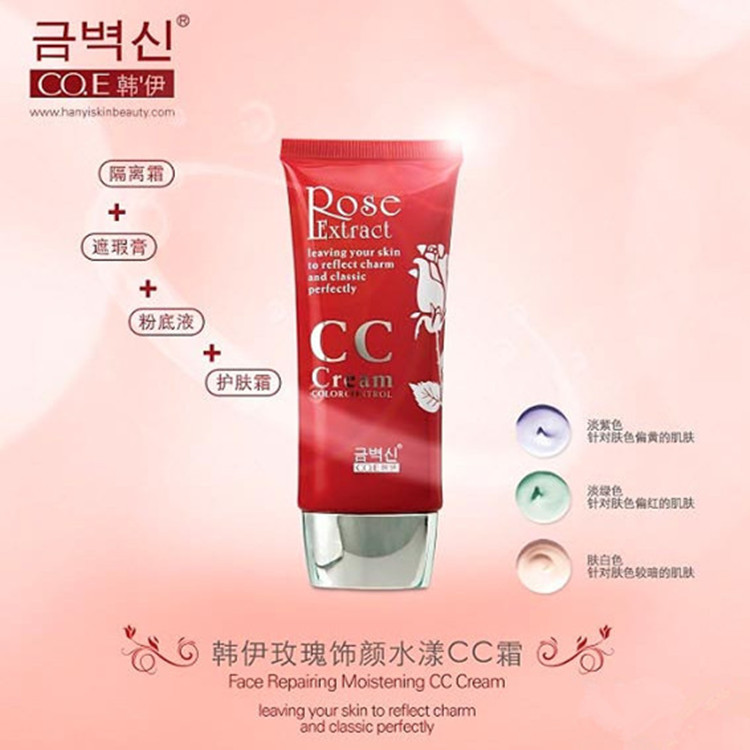 금벽신®
CO.E 韩伊
www.hanyiskinbeauty.com
隔离霜
+
遮瑕膏
+
粉底液
+
护肤霜
Rose
Extract
leaving your skin
to reflect charm
and classic
perfectly
CC
Cream
COLORCONTROL
금벽신®
CO.E 韩伊
淡紫色
针对肤色偏黄的肌肤
淡绿色
针对肤色偏红的肌肤
肤白色
针对肤色较暗的肌肤
韩伊玫瑰饰颜水漾CC霜
Face Repairing Moistening CC Cream
leaving your skin to reflect charm
and classic perfectly